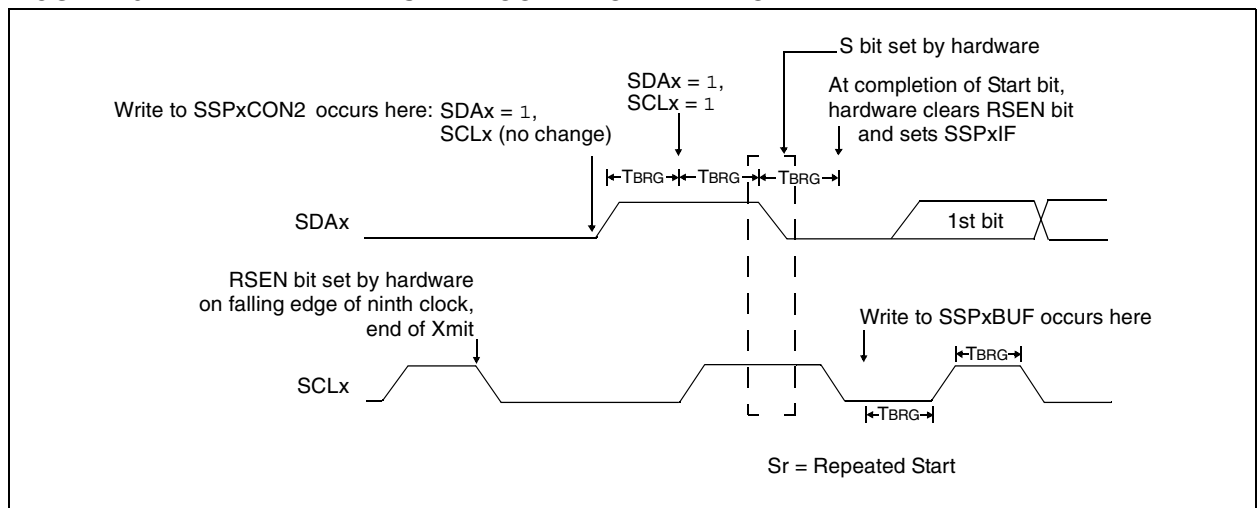 S bit set by hardware
SDAx = 1,
SCLx = 1
At completion of Start bit,
hardware clears RSEN bit
and sets SSPxIF
Write to SSPxCON2 occurs here: SDAx = 1,
SCLx (no change)
TBRG
TBRG
TBRG
SDAx
1st bit
RSEN bit set by hardware
on falling edge of ninth clock,
end of Xmit
Write to SSPxBUF occurs here
TBRG
SCLx
TBRG
Sr = Repeated Start